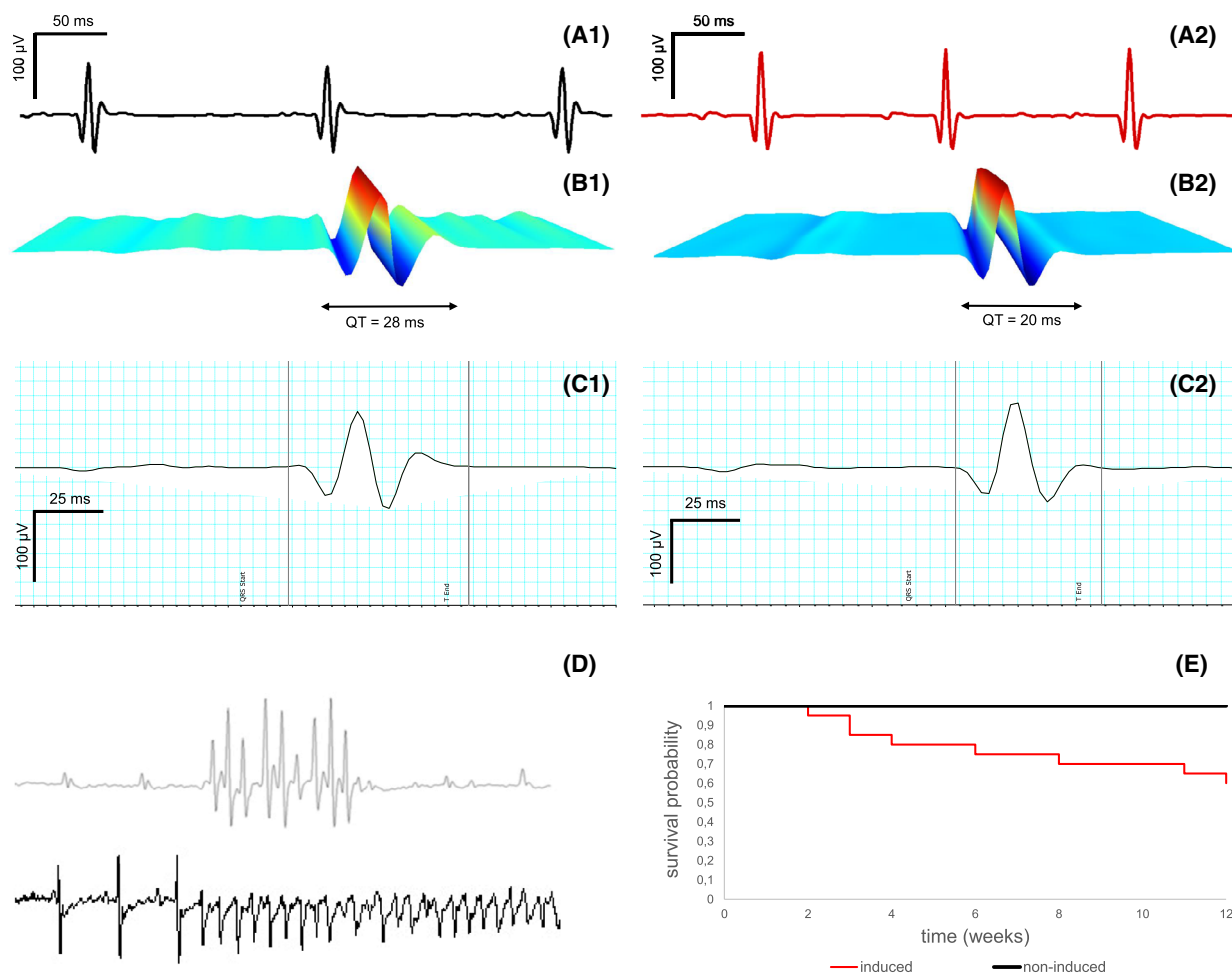 50 ms
100 µV
(A1)
50 ms
100 µV
(A2)
(B1)
QT = 28 ms
(B2)
QT = 20 ms
(C1)
25 ms
100 µV
QRS Start
T End
(C2)
25 ms
100 µV
QRS Start
T End
(D)
(E)
survival probability
1
0,9
0,8
0,7
0,6
0,5
0,4
0,3
0,2
0,1
0
0 2 4 6 8 10 12
time (weeks)
induced non-induced